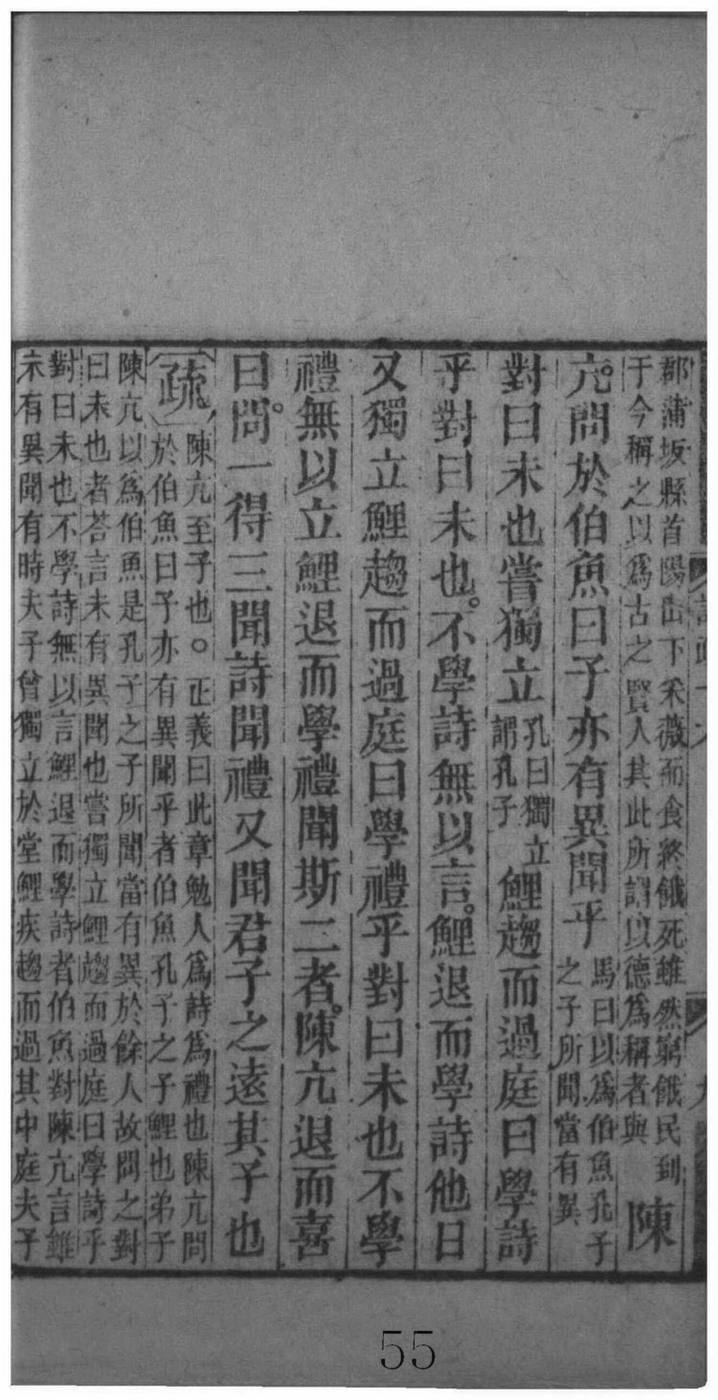 郡蒲坂縣首陽山下采薇而食終餓死雖然窮餓民到
于今稱之以爲古之賢人其此所謂以德爲稱者與
陳
亢問於伯魚曰子亦有異聞乎
馬曰以爲伯魚孔子
之子所聞當有異
對曰未也嘗獨立
孔曰獨立
謂孔子
鯉趨而過庭曰學詩
乎對曰未也。不學詩無以言。鯉退而學詩他日
又獨立鯉趨而過庭曰學禮乎對曰未也不學
禮無以立鯉退而學禮聞斯二者。陳亢退而喜
曰。問一得三聞詩聞禮又聞君子之遠其子也
疏
陳亢至子也。正義曰此章勉人爲詩爲禮也陳亢問
於伯魚曰子亦有異聞乎者伯魚孔子之子鯉也弟子
陳亢以爲伯魚是孔子之子所聞當有異於餘人故問之對
曰未也者荅言未有異聞也嘗獨立鯉趨而過庭曰學詩乎
對曰未也不學詩無以言鯉退而學詩者伯魚對陳亢言雖
未有異聞有時夫子曾獨立於堂鯉疾趨而過其中庭夫子
55